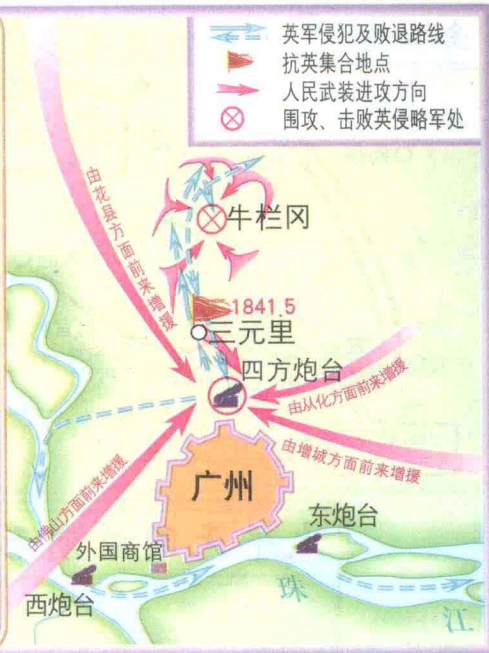 英军侵犯及败退路线
抗英集合地点
人民武装进攻方向
围攻、击败英侵略军处
由花县方面前来增援
牛栏冈
1841.5
三元里
四方炮台
由从化方面前来增援
由增城方面前来增援
由佛山方面前来增援
广州
东炮台
外国商馆
西炮台
珠
江